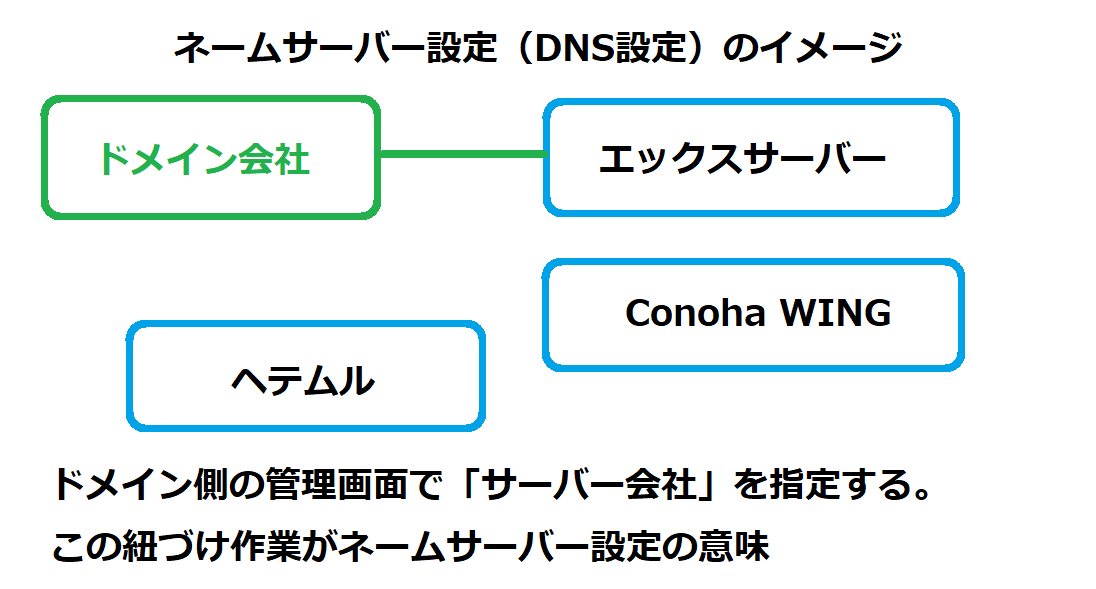 ネームサーバー設定（DNS設定）のイメージ
ドメイン会社
エックスサーバー
Conoha WING
ヘテムル
ドメイン側の管理画面で「サーバー会社」を指定する。
この紐づけ作業がネームサーバー設定の意味